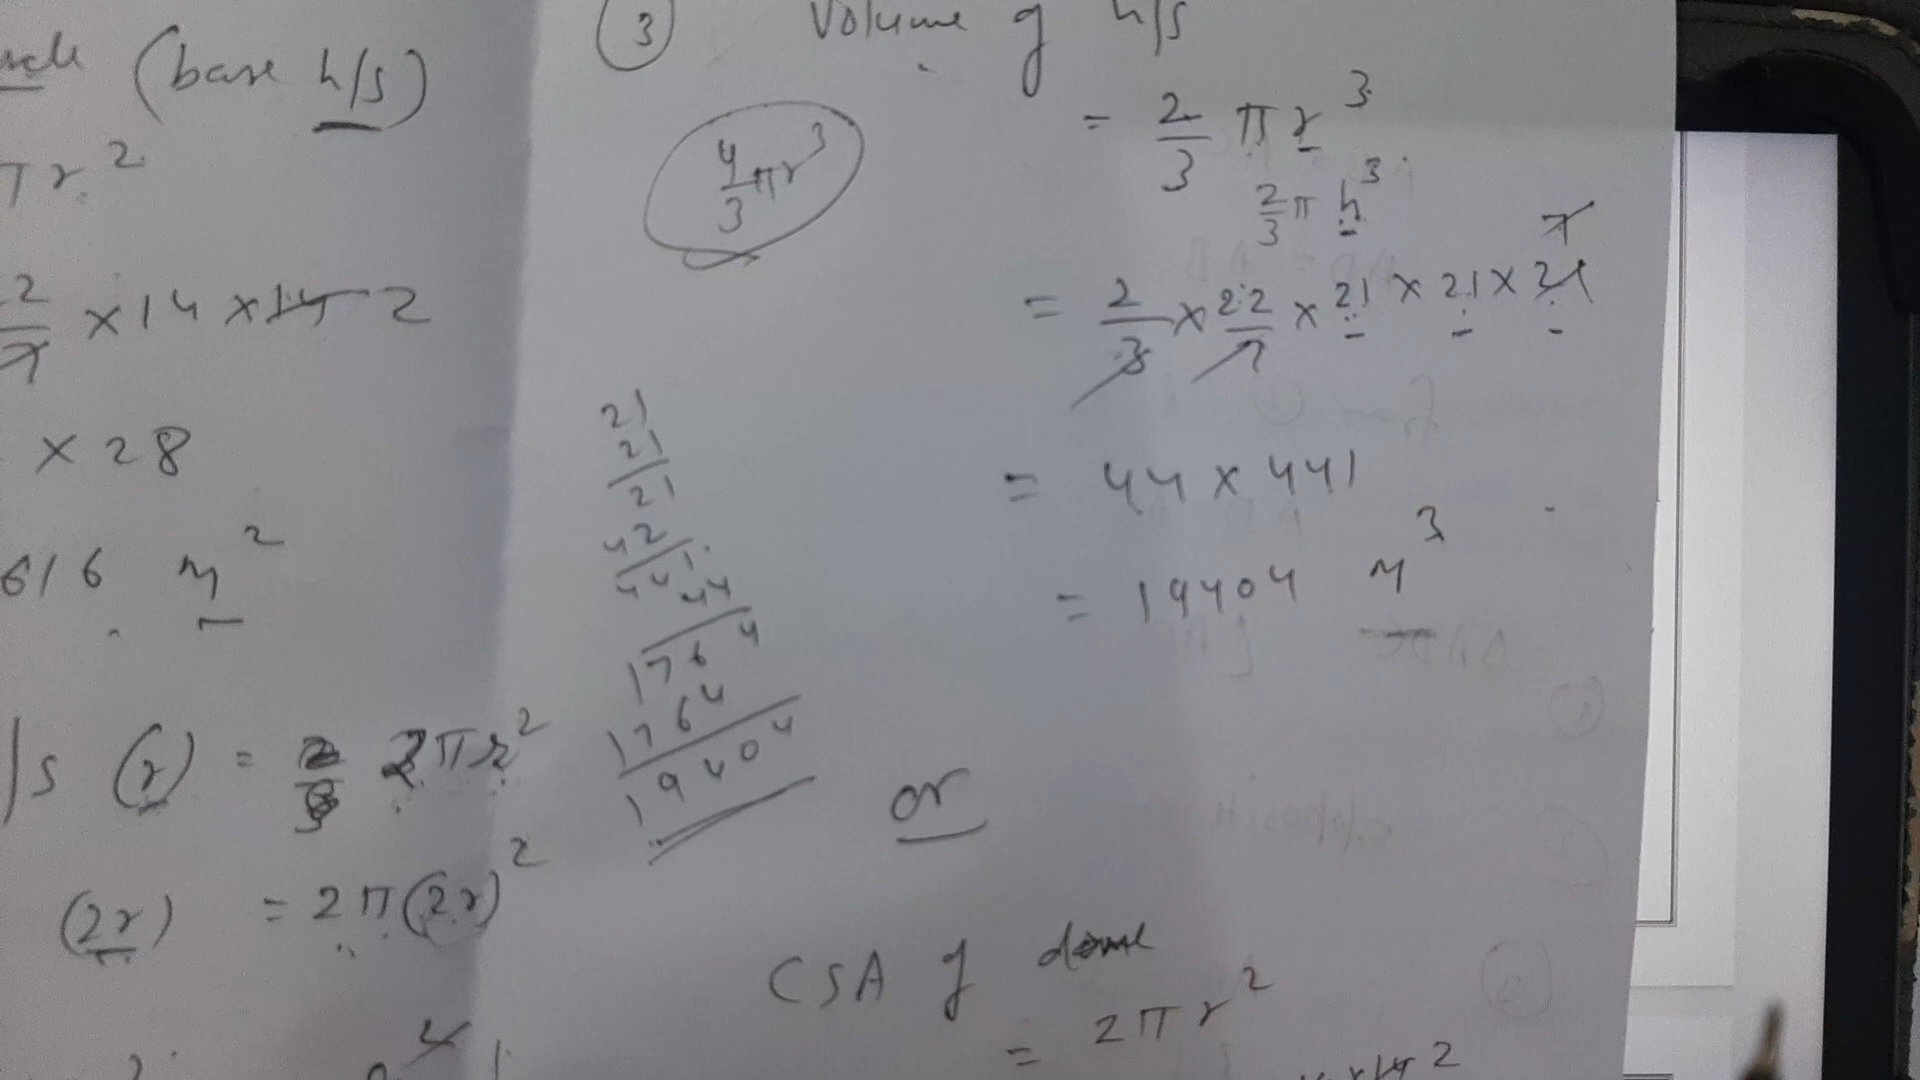 (base h/s)
πr²
× 14 × 14 2
7
× 28
616 m²
/s (r) = 2πr²
(2r) = 2π(2r)²
③ Volume of h/s
4/3 πr³
= 2/3 πr³
2/3 π h³
7
= 2/3 × 22/7 × 21 × 21 × 21
= 44 × 441
= 19404 m³
21
21
21
42
441
44
1764
1764
19404
or
CSA of dome
= 2πr²